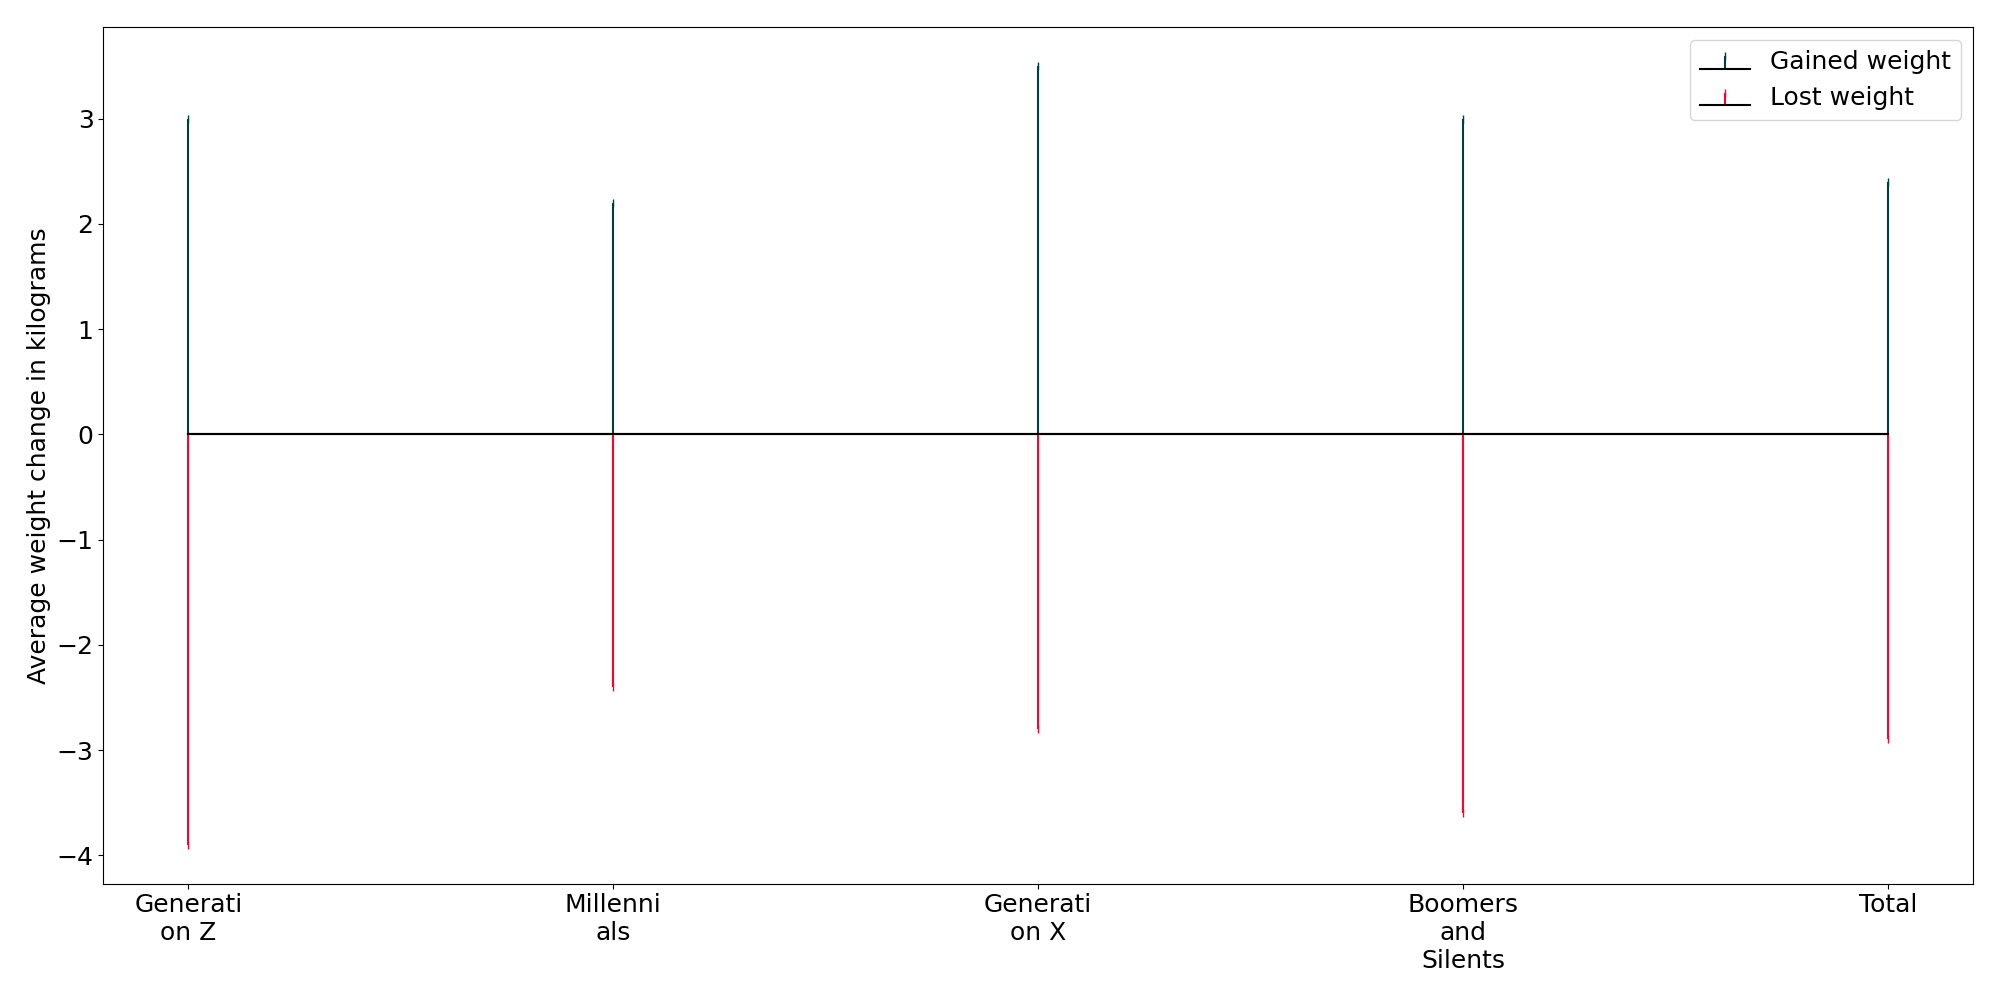 Gained weight
Lost weight
Average weight change in kilograms
3
2
1
0
−1
−2
−3
−4
Generati
on Z
Millenni
als
Generati
on X
Boomers
and
Silents
Total